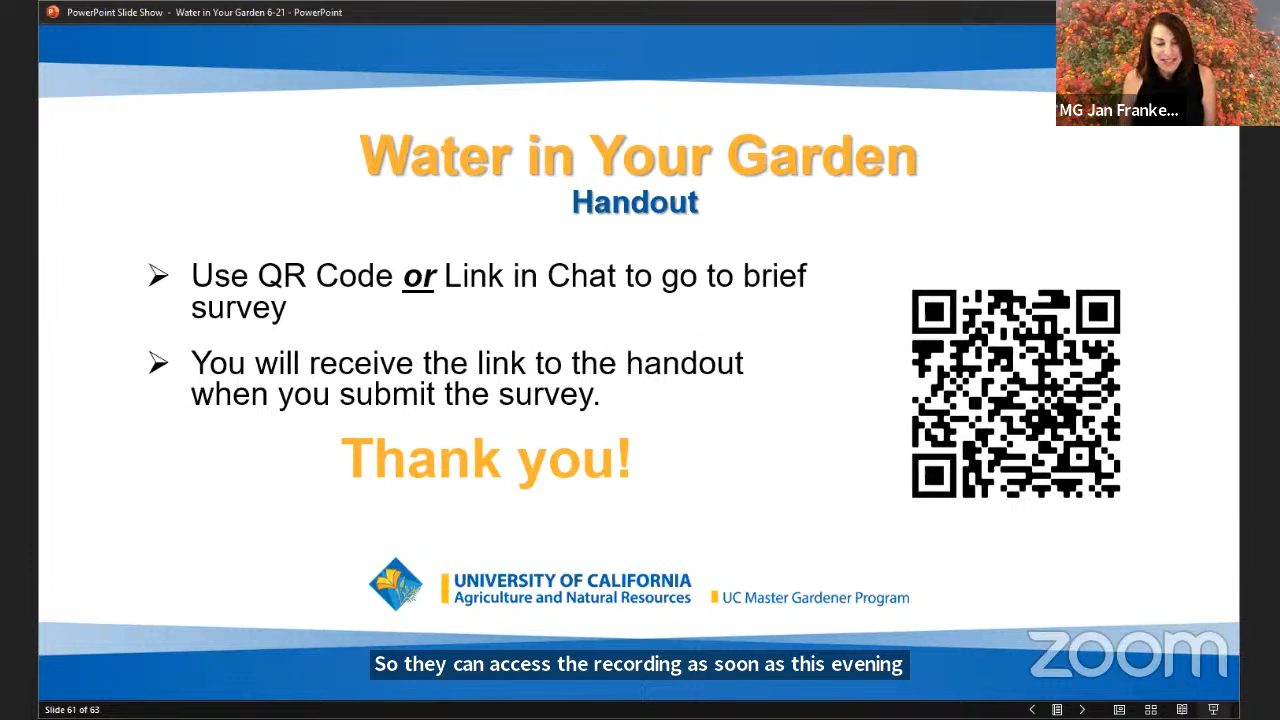 PowerPoint Slide Show - Water in Your Garden 6-21 - PowerPoint
MG Jan Franke...
Water in Your Garden
Handout
Use QR Code or Link in Chat to go to brief
survey
You will receive the link to the handout
when you submit the survey.
Thank you!
UNIVERSITY OF CALIFORNIA
Agriculture and Natural Resources
UC Master Gardener Program
zoom
So they can access the recording as soon as this evening
Slide 61 of 63